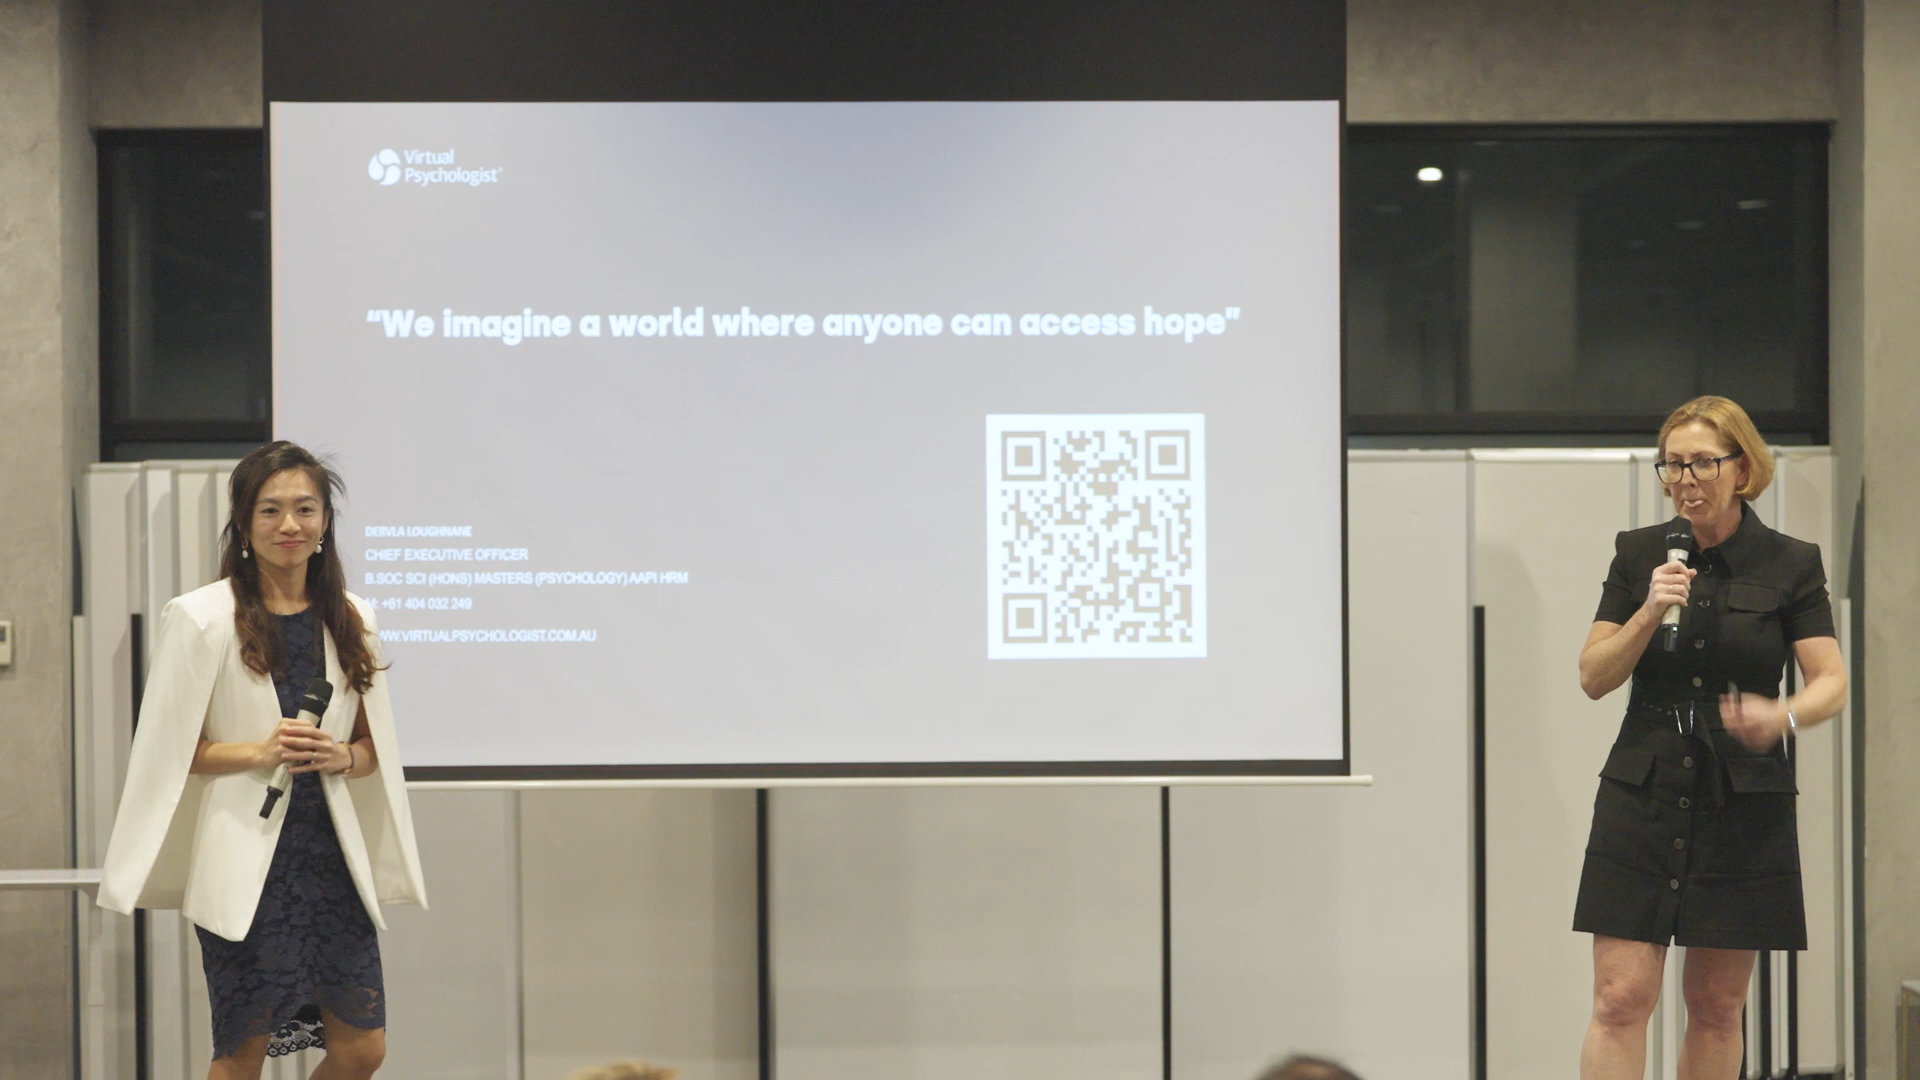 Virtual
Psychologist
“We imagine a world where anyone can access hope”
DERVLA LOUGHNANE
CHIEF EXECUTIVE OFFICER
B.SOC SCI (HONS) MASTERS (PSYCHOLOGY) AAPI HRM
M: +61 404 032 249
WWW.VIRTUALPSYCHOLOGIST.COM.AU